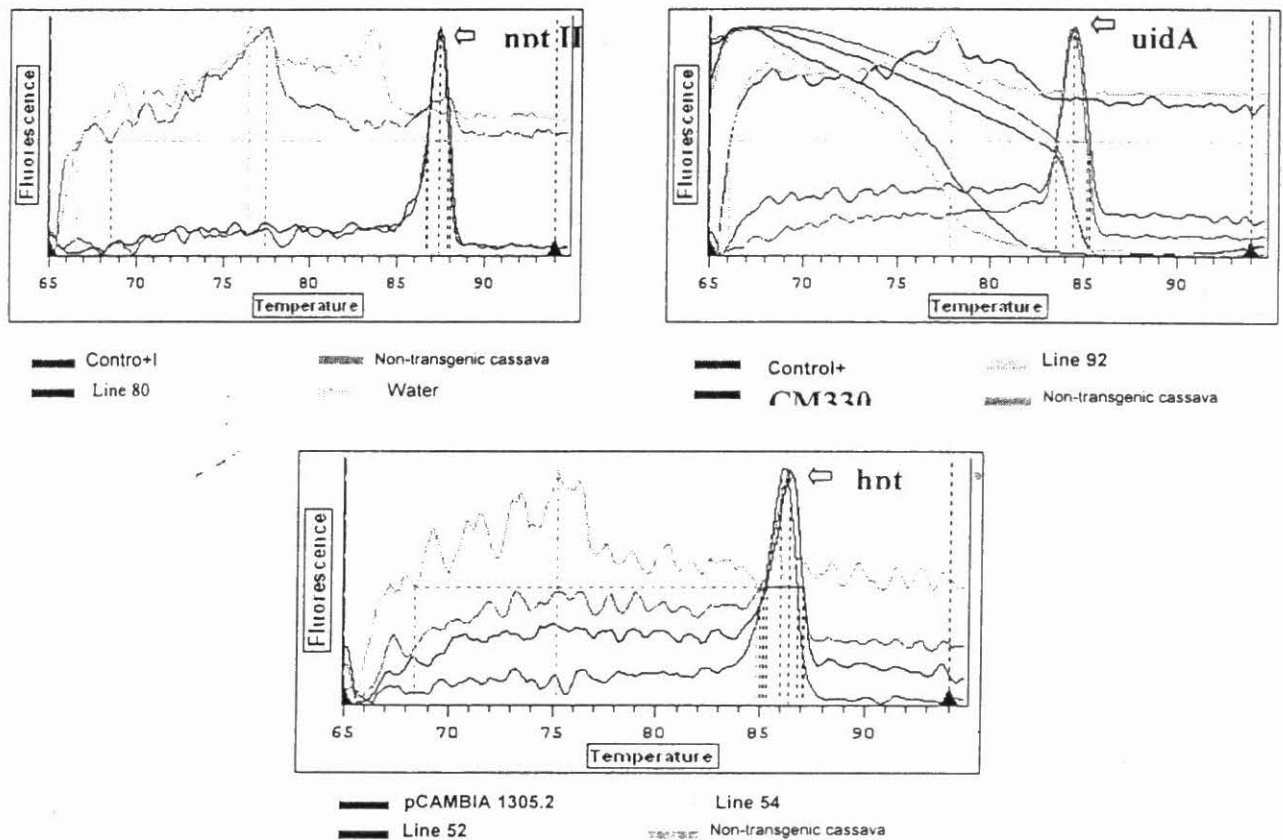 nptII
Fluorescence
65 70 75 80 85 90
Temperature
Contro+l
Line 80
Non-transgenic cassava
Water
uidA
Fluorescence
65 70 75 80 85 90
Temperature
Control+
CM330
Line 92
Non-transgenic cassava
hpt
Fluorescence
65 70 75 80 85 90
Temperature
pCAMBIA 1305.2
Line 52
Line 54
Non-transgenic cassava